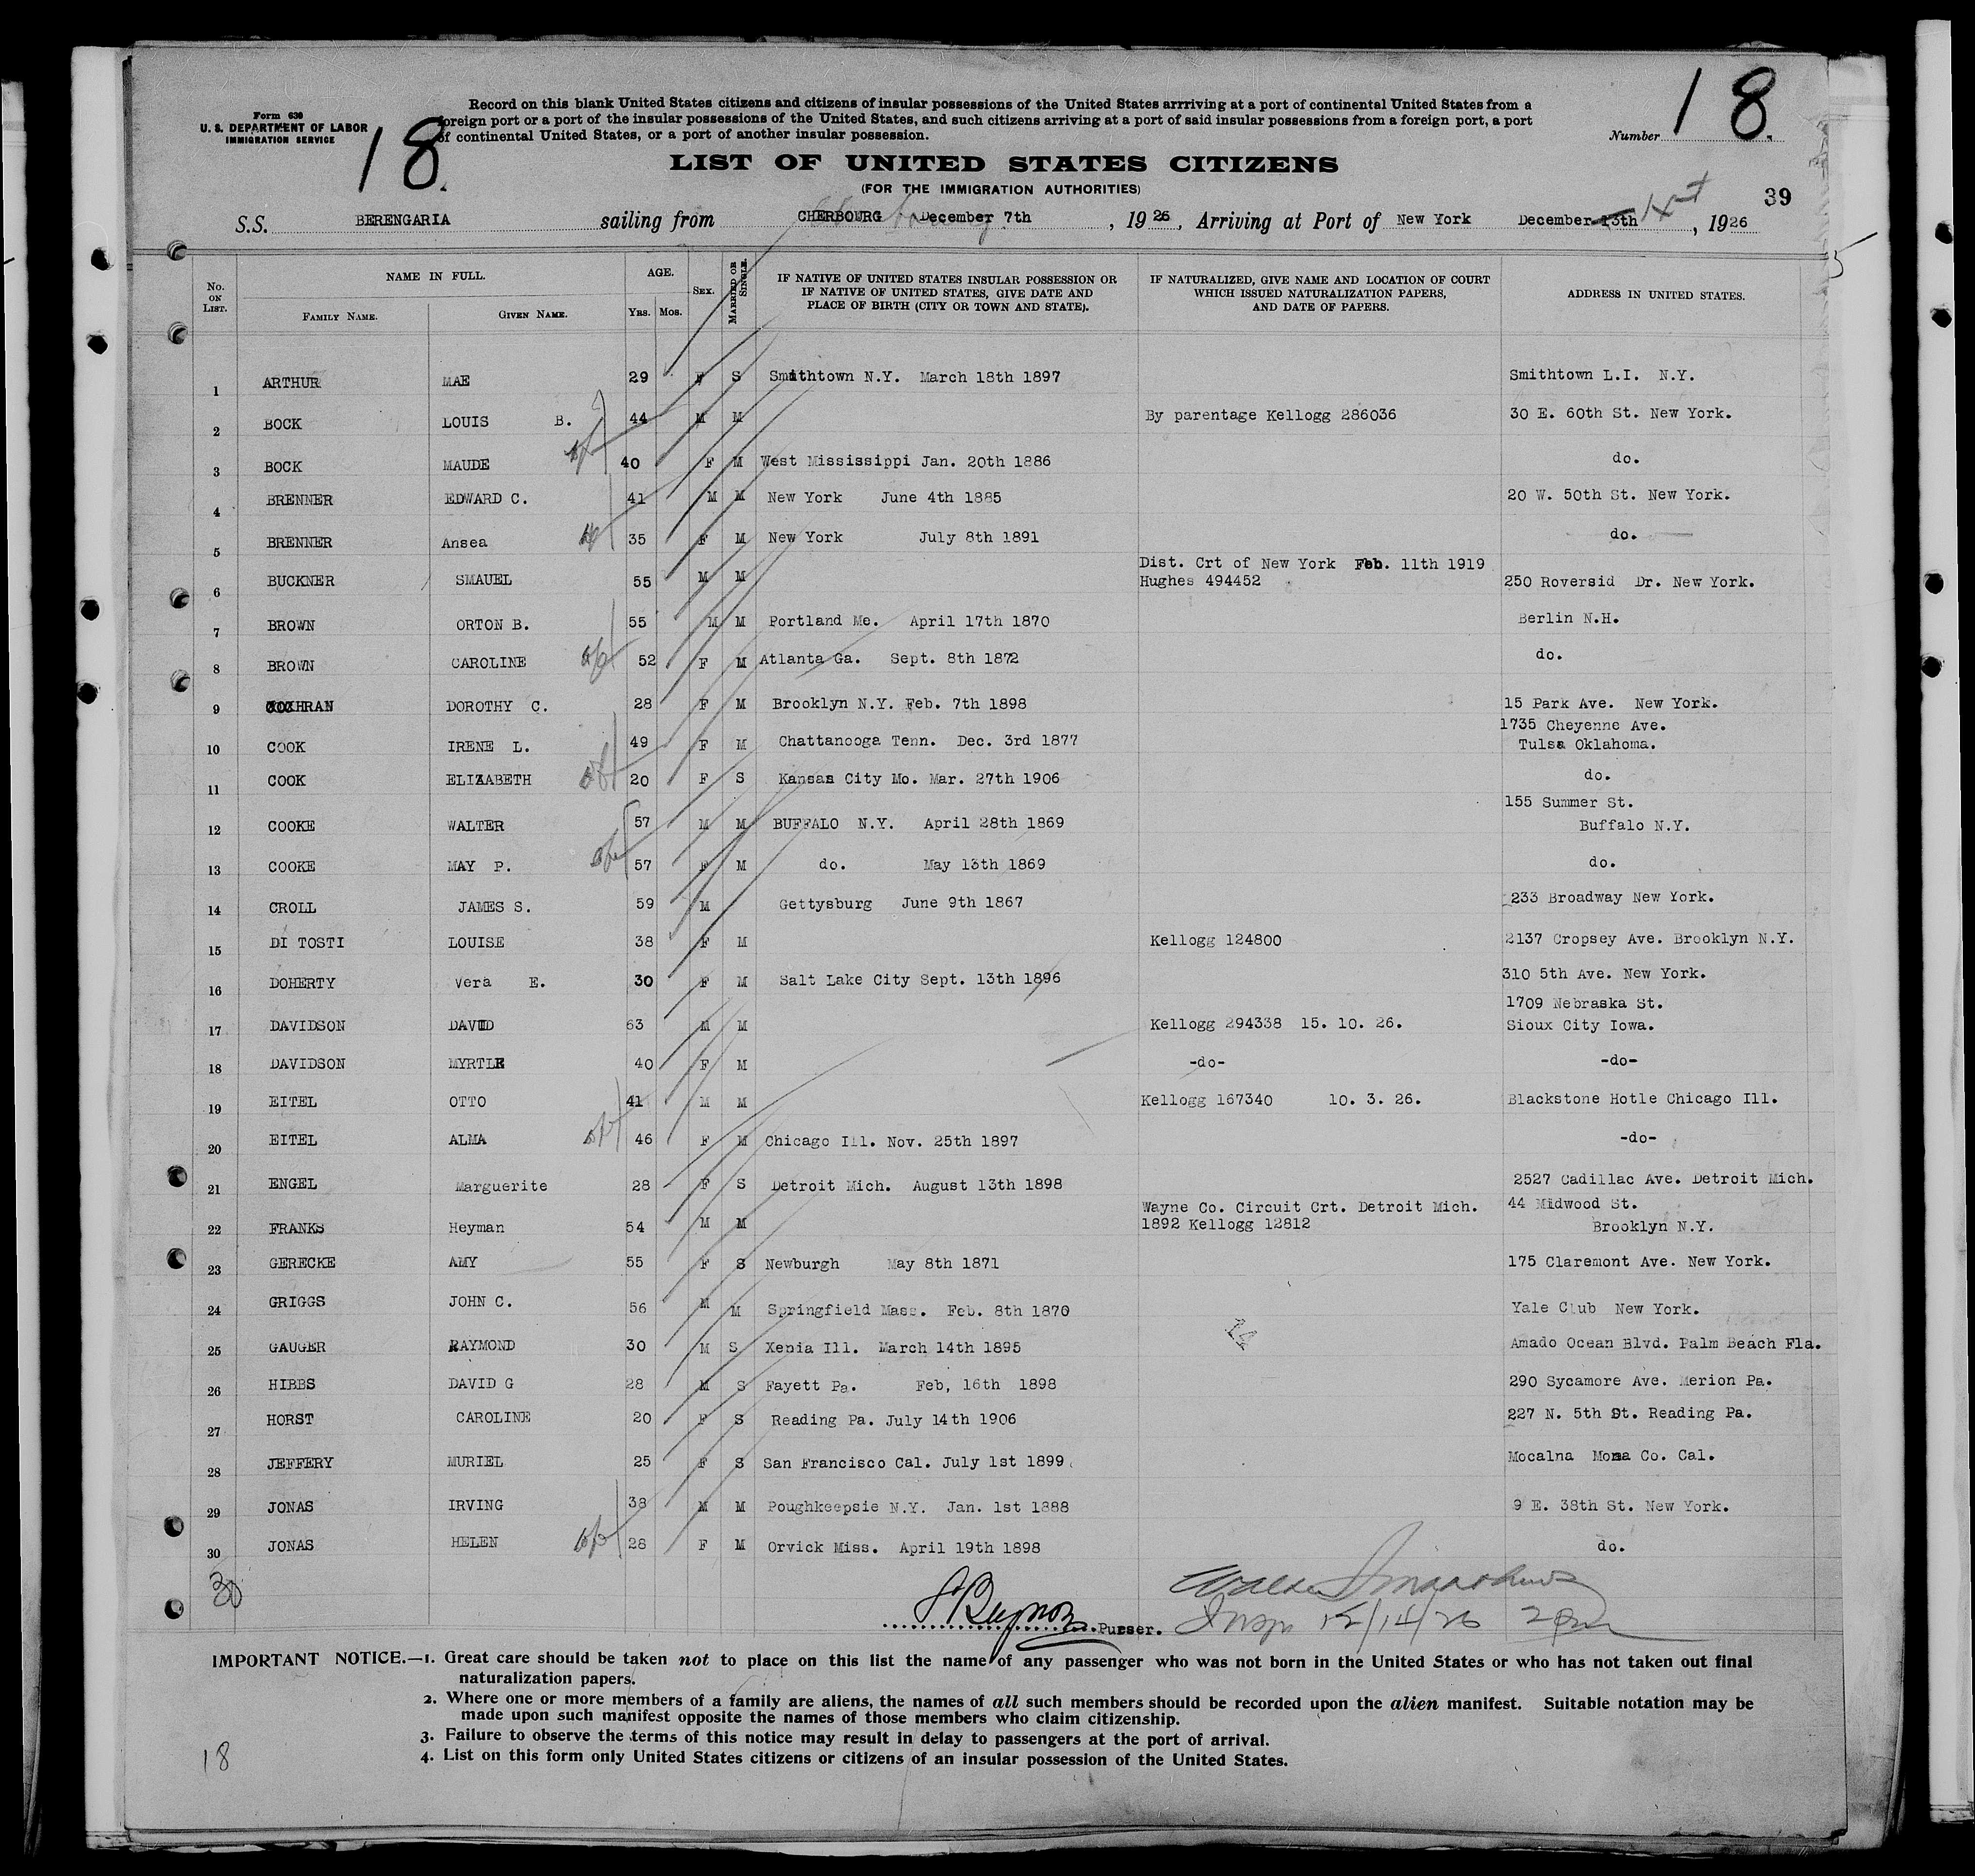 Form 630
U. S. DEPARTMENT OF LABOR
IMMIGRATION SERVICE
18.
Record on this blank United States citizens and citizens of insular possessions of the United States arrriving at a port of continental United States from a
foreign port or a port of the insular possessions of the United States, and such citizens arriving at a port of said insular possessions from a foreign port, a port
of continental United States, or a port of another insular possession.
Number 18.
LIST OF UNITED STATES CITIZENS
(FOR THE IMMIGRATION AUTHORITIES)
39
S.S. BERENGARIA sailing from CHERBOURG December 7th, 1926, Arriving at Port of New York December 13th 14th, 1926
No. ON LIST. NAME IN FULL. FAMILY NAME. GIVEN NAME. AGE. Yrs. Mos. SEX. MARRIED OR SINGLE. IF NATIVE OF UNITED STATES INSULAR POSSESSION OR IF NATIVE OF UNITED STATES, GIVE DATE AND PLACE OF BIRTH (CITY OR TOWN AND STATE). IF NATURALIZED, GIVE NAME AND LOCATION OF COURT WHICH ISSUED NATURALIZATION PAPERS, AND DATE OF PAPERS. ADDRESS IN UNITED STATES.
1 ARTHUR MAE 29 F S Smithtown N.Y. March 18th 1897 Smithtown L.I. N.Y.
2 BOCK LOUIS B. 44 M M By parentage Kellogg 286036 30 E. 60th St. New York.
3 BOCK MAUDE 40 F M West Mississippi Jan. 20th 1886 do.
4 BRENNER EDWARD C. 41 M M New York June 4th 1885 20 W. 50th St. New York.
5 BRENNER Ansea 35 F M New York July 8th 1891 do.
6 BUCKNER SMAUEL 55 M M Dist. Crt of New York Feb. 11th 1919 Hughes 494452 250 Roversid Dr. New York.
7 BROWN ORTON B. 55 M M Portland Me. April 17th 1870 Berlin N.H.
8 BROWN CAROLINE 52 F M Atlanta Ga. Sept. 8th 1872 do.
9 COCHRAN DOROTHY C. 28 F M Brooklyn N.Y. Feb. 7th 1898 15 Park Ave. New York.
10 COOK IRENE L. 49 F M Chattanooga Tenn. Dec. 3rd 1877 1735 Cheyenne Ave. Tulsa Oklahoma.
11 COOK ELIZABETH 20 F S Kansas City Mo. Mar. 27th 1906 do.
12 COOKE WALTER 57 M M BUFFALO N.Y. April 28th 1869 155 Summer St. Buffalo N.Y.
13 COOKE MAY P. 57 F M do. May 13th 1869 do.
14 CROLL JAMES S. 59 M Gettysburg June 9th 1867 233 Broadway New York.
15 DI TOSTI LOUISE 38 F M Kellogg 124800 2137 Cropsey Ave. Brooklyn N.Y.
16 DOHERTY Vera E. 30 F M Salt Lake City Sept. 13th 1896 310 5th Ave. New York.
17 DAVIDSON DAVID 63 M M Kellogg 294338 15. 10. 26. 1709 Nebraska St. Sioux City Iowa.
18 DAVIDSON MYRTLE 40 F M -do- -do-
19 EITEL OTTO 41 M M Kellogg 167340 10. 3. 26. Blackstone Hotle Chicago Ill.
20 EITEL ALMA 46 F M Chicago Ill. Nov. 25th 1897 -do-
21 ENGEL Marguerite 28 F S Detroit Mich. August 13th 1898 2527 Cadillac Ave. Detroit Mich.
22 FRANKS Heyman 54 M M Wayne Co. Circuit Crt. Detroit Mich. 1892 Kellogg 12812 44 Midwood St. Brooklyn N.Y.
23 GERECKE AMY 55 F S Newburgh May 8th 1871 175 Claremont Ave. New York.
24 GRIGGS JOHN C. 56 M M Springfield Mass. Feb. 8th 1870 Yale Club New York.
25 GAUGER RAYMOND 30 M S Xenia Ill. March 14th 1895 Amado Ocean Blvd. Palm Beach Fla.
26 HIBBS DAVID G 28 M S Fayett Pa. Feb, 16th 1898 290 Sycamore Ave. Merion Pa.
27 HORST CAROLINE 20 F S Reading Pa. July 14th 1906 227 N. 5th St. Reading Pa.
28 JEFFERY MURIEL 25 F S San Francisco Cal. July 1st 1899 Mocalna Co. Cal.
29 JONAS IRVING 38 M M Poughkeepsie N.Y. Jan. 1st 1888 9 E. 38th St. New York.
30 JONAS HELEN 28 F M Orvick Miss. April 19th 1898 do.
30
Purser.
Insp 12/14/26 2pm
IMPORTANT NOTICE.—1. Great care should be taken not to place on this list the name of any passenger who was not born in the United States or who has not taken out final
naturalization papers.
2. Where one or more members of a family are aliens, the names of all such members should be recorded upon the alien manifest. Suitable notation may be
made upon such manifest opposite the names of those members who claim citizenship.
3. Failure to observe the terms of this notice may result in delay to passengers at the port of arrival.
4. List on this form only United States citizens or citizens of an insular possession of the United States.
18